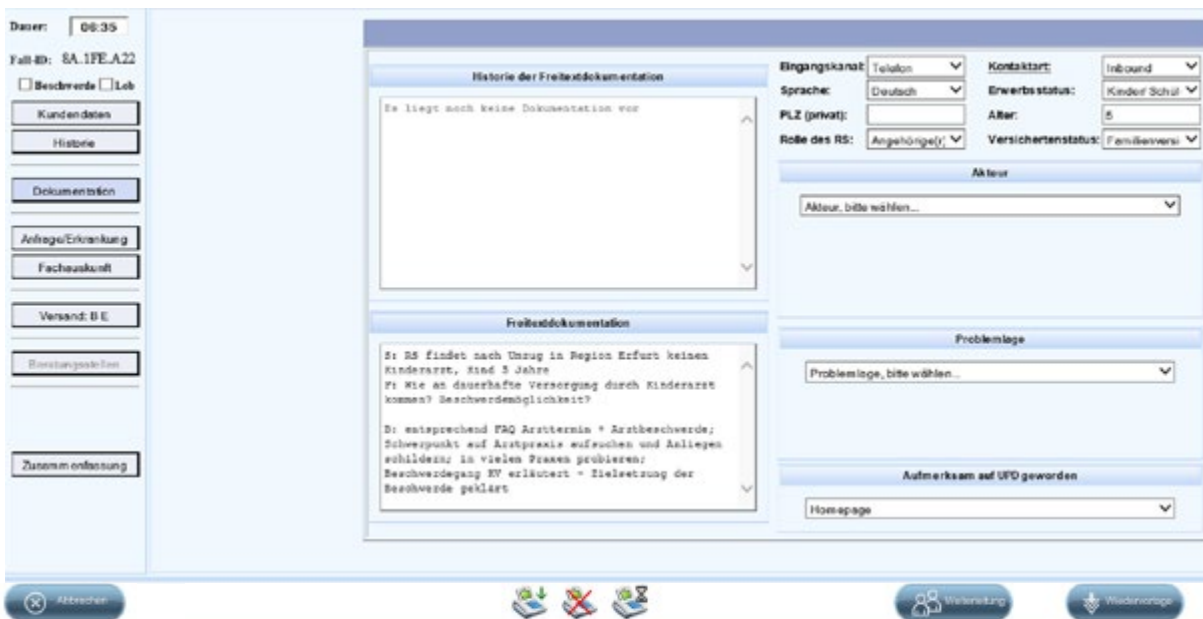 Dauer: 06:35
Fall-ID: 8A.1FE.A22
Beschwerde Lob
Kundendaten
Historie
Dokumentation
Anfrage/Erkrankung
Fachauskunft
Versand: B E
Beratungsstellen
Zusammenfassung
Historie der Freitextdokumentation
Es liegt noch keine Dokumentation vor
Freitextdokumentation
S: RS findet nach Umzug in Region Erfurt keinen
Kinderarzt, Kind 5 Jahre
F: Wie an dauerhafte Versorgung durch Kinderarzt
kommen? Beschwerdemöglichkeit?
B: entsprechend FAQ Arzttermin + Arztbeschwerde;
Schwerpunkt auf Arztpraxis aufsuchen und Anliegen
schildern; in vielen Praxen probieren;
Beschwerdegang KV erläutert - Zielsetzung der
Beschwerde geklärt
Eingangskanal: Telefon Kontaktart: Inbound
Sprache: Deutsch Erwerbsstatus: Kinder/ Schül
PLZ (privat): Alter: 5
Rolle des RS: Angehörige(r) Versichertenstatus: Familienversi
Akteur
Akteur, bitte wählen...
Problemlage
Problemlage, bitte wählen...
Aufmerksam auf UPD geworden
Homepage
Abbrechen
Weiterleitung
Wiedervorlage